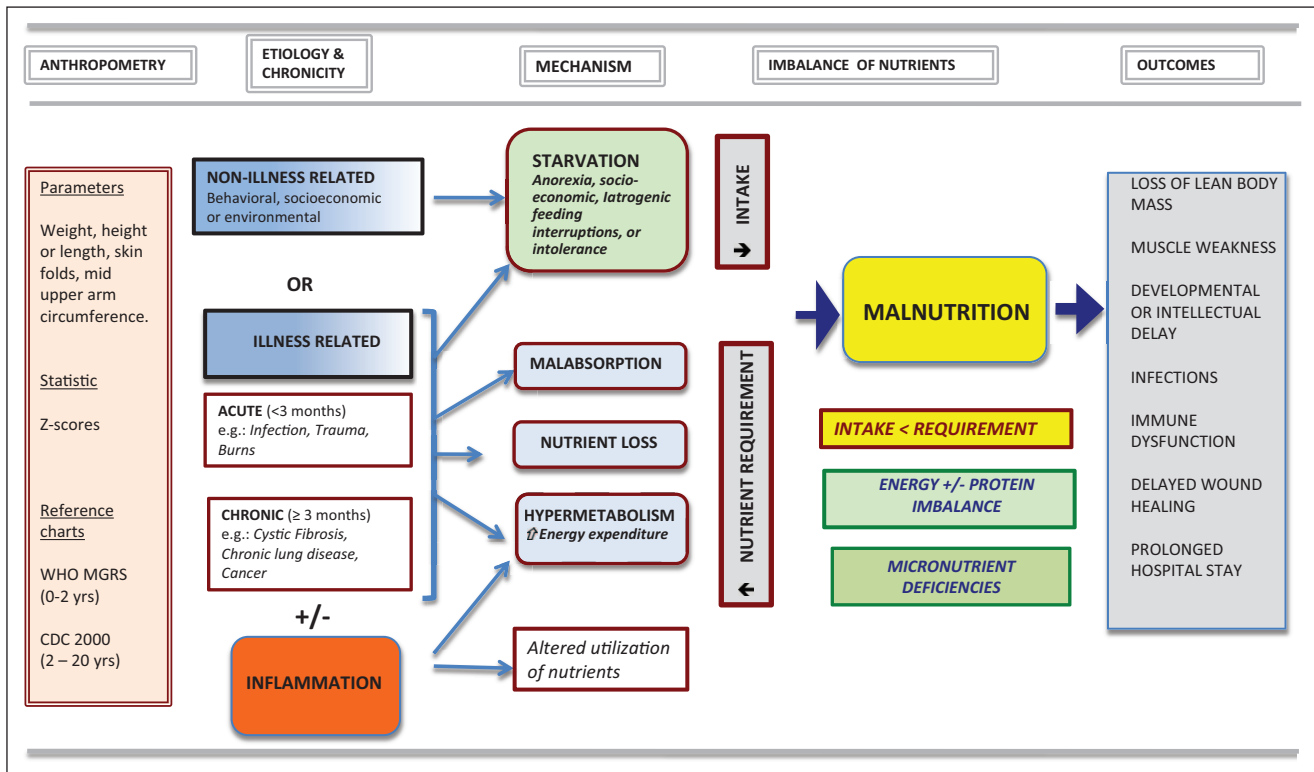 ANTHROPOMETRY
ETIOLOGY &
CHRONICITY
MECHANISM
IMBALANCE OF NUTRIENTS
OUTCOMES
Parameters
Weight, height
or length, skin
folds, mid
upper arm
circumference.
Statistic
Z-scores
Reference
charts
WHO MGRS
(0-2 yrs)
CDC 2000
(2 – 20 yrs)
NON-ILLNESS RELATED
Behavioral, socioeconomic
or environmental
OR
ILLNESS RELATED
ACUTE (<3 months)
e.g.: Infection, Trauma,
Burns
CHRONIC (≥ 3 months)
e.g.: Cystic Fibrosis,
Chronic lung disease,
Cancer
+/-
INFLAMMATION
STARVATION
Anorexia, socio-
economic, Iatrogenic
feeding
interruptions, or
intolerance
MALABSORPTION
NUTRIENT LOSS
HYPERMETABOLISM
⇧ Energy expenditure
Altered utilization
of nutrients
↓ INTAKE
↑ NUTRIENT REQUIREMENT
MALNUTRITION
INTAKE < REQUIREMENT
ENERGY +/- PROTEIN
IMBALANCE
MICRONUTRIENT
DEFICIENCIES
LOSS OF LEAN BODY
MASS
MUSCLE WEAKNESS
DEVELOPMENTAL
OR INTELLECTUAL
DELAY
INFECTIONS
IMMUNE
DYSFUNCTION
DELAYED WOUND
HEALING
PROLONGED
HOSPITAL STAY